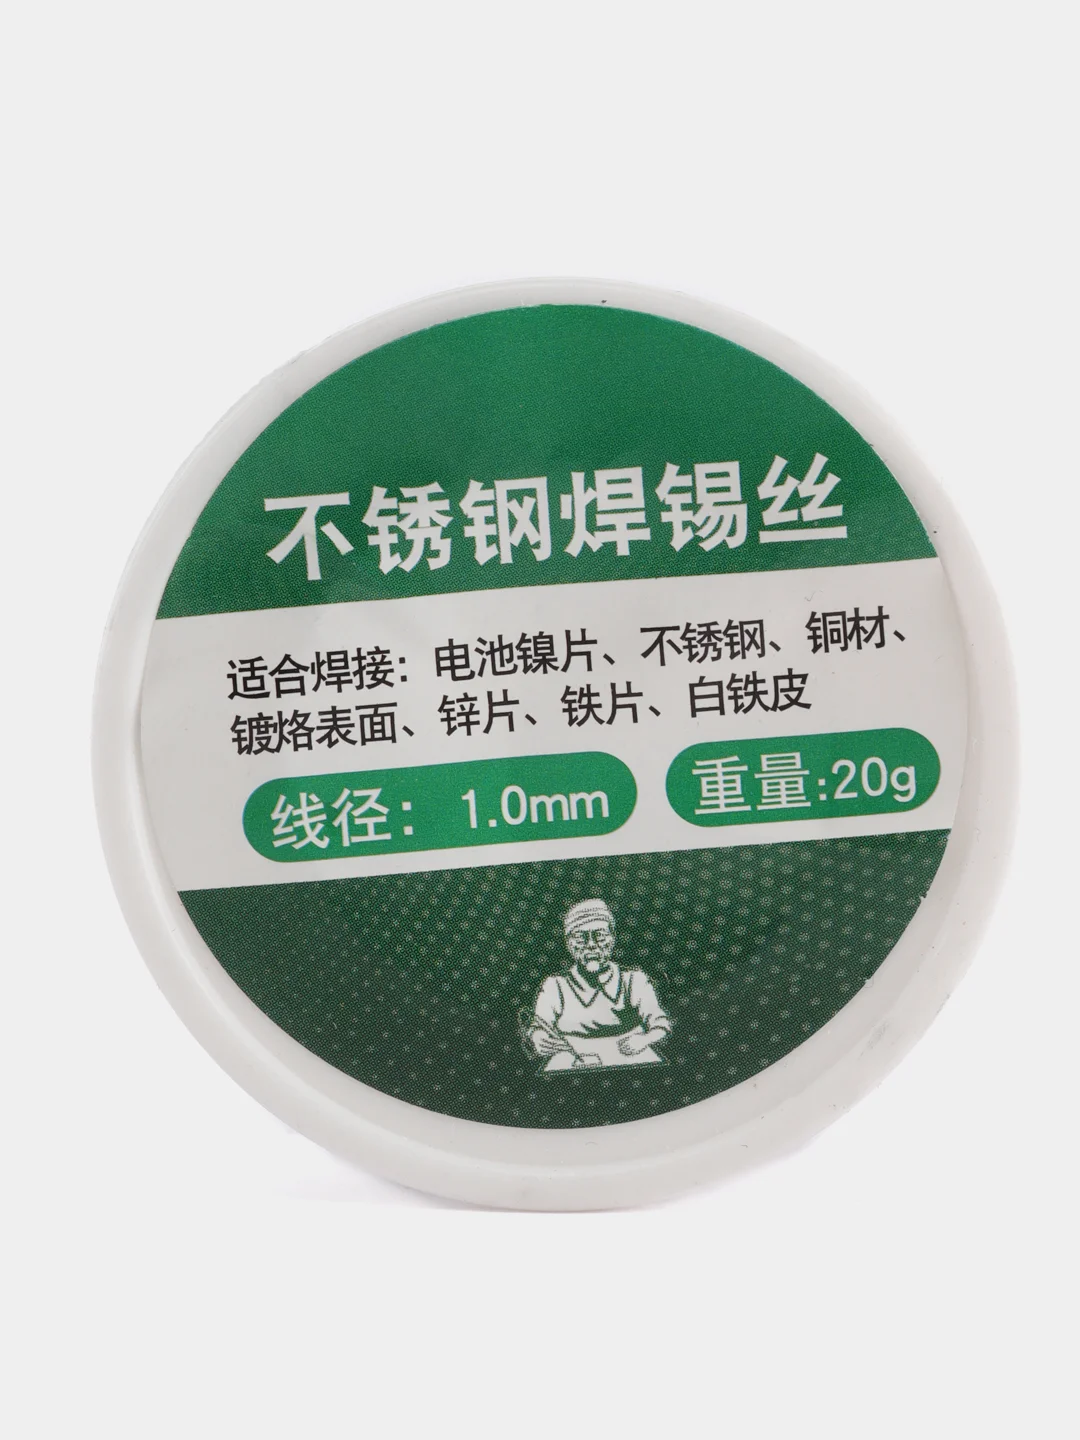 不锈钢焊锡丝
适合焊接：电池镍片、不锈钢、铜材、
镀烙表面、锌片、铁片、白铁皮
线径：1.0mm 重量:20g